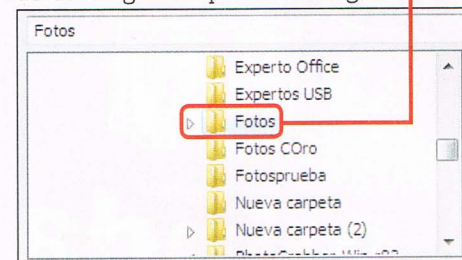 Fotos
Experto Office
Expertos USB
Fotos
Fotos COro
Fotosprueba
Nueva carpeta
Nueva carpeta (2)